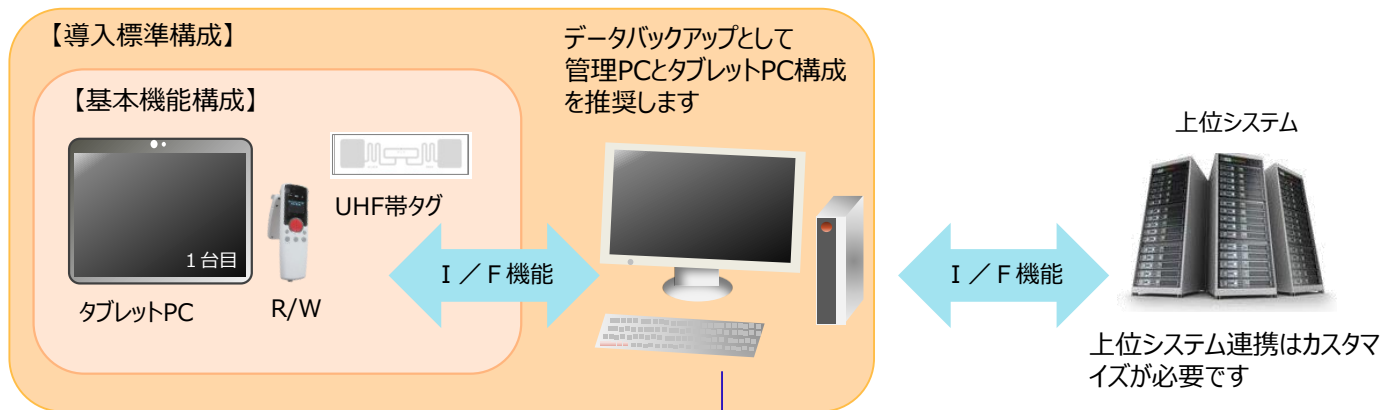 【導入標準構成】
データバックアップとして
管理PCとタブレットPC構成
を推奨します
【基本機能構成】
上位システム
UHF帯タグ
1台目
タブレットPC
R/W
I／F機能
I／F機能
上位システム連携はカスタマ
イズが必要です